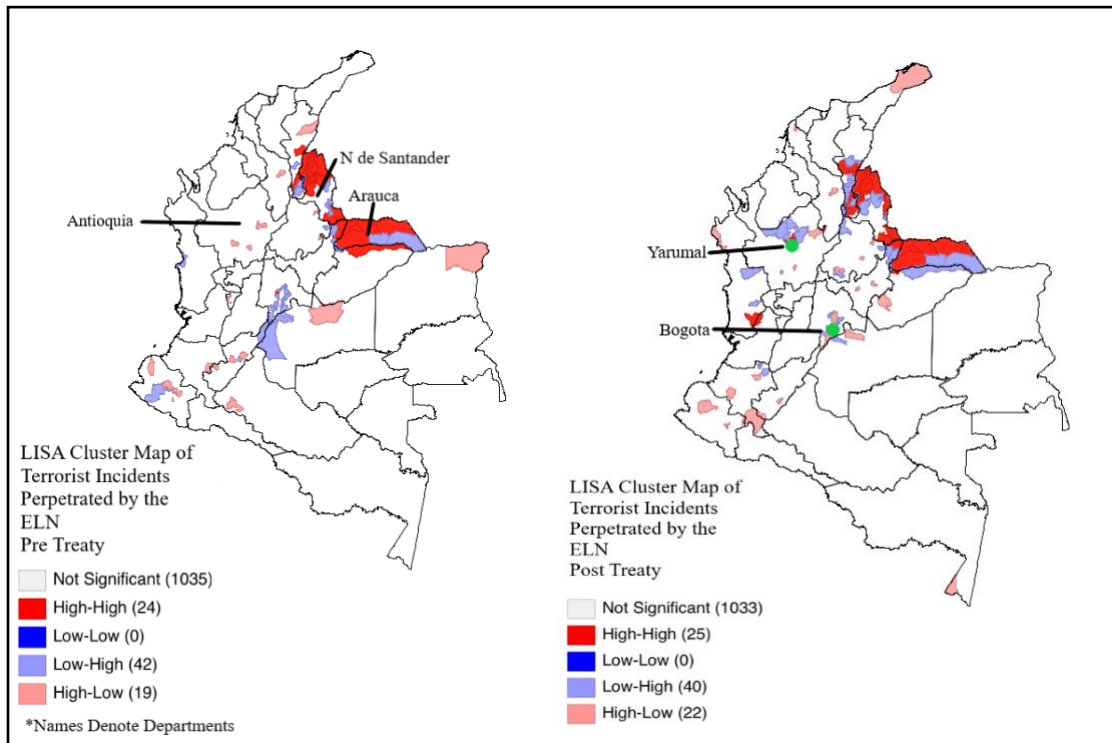 N de Santander
Arauca
Antioquia
LISA Cluster Map of
Terrorist Incidents
Perpetrated by the
ELN
Pre Treaty
Not Significant (1035)
High-High (24)
Low-Low (0)
Low-High (42)
High-Low (19)
*Names Denote Departments
Yarumal
Bogota
LISA Cluster Map of
Terrorist Incidents
Perpetrated by the
ELN
Post Treaty
Not Significant (1033)
High-High (25)
Low-Low (0)
Low-High (40)
High-Low (22)